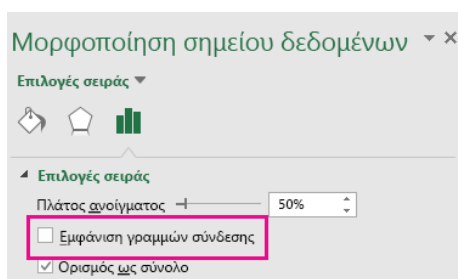 Μορφοποίηση σημείου δεδομένων
Επιλογές σειράς
Επιλογές σειράς
Πλάτος ανοίγματος 50%
Εμφάνιση γραμμών σύνδεσης
Ορισμός ως σύνολο